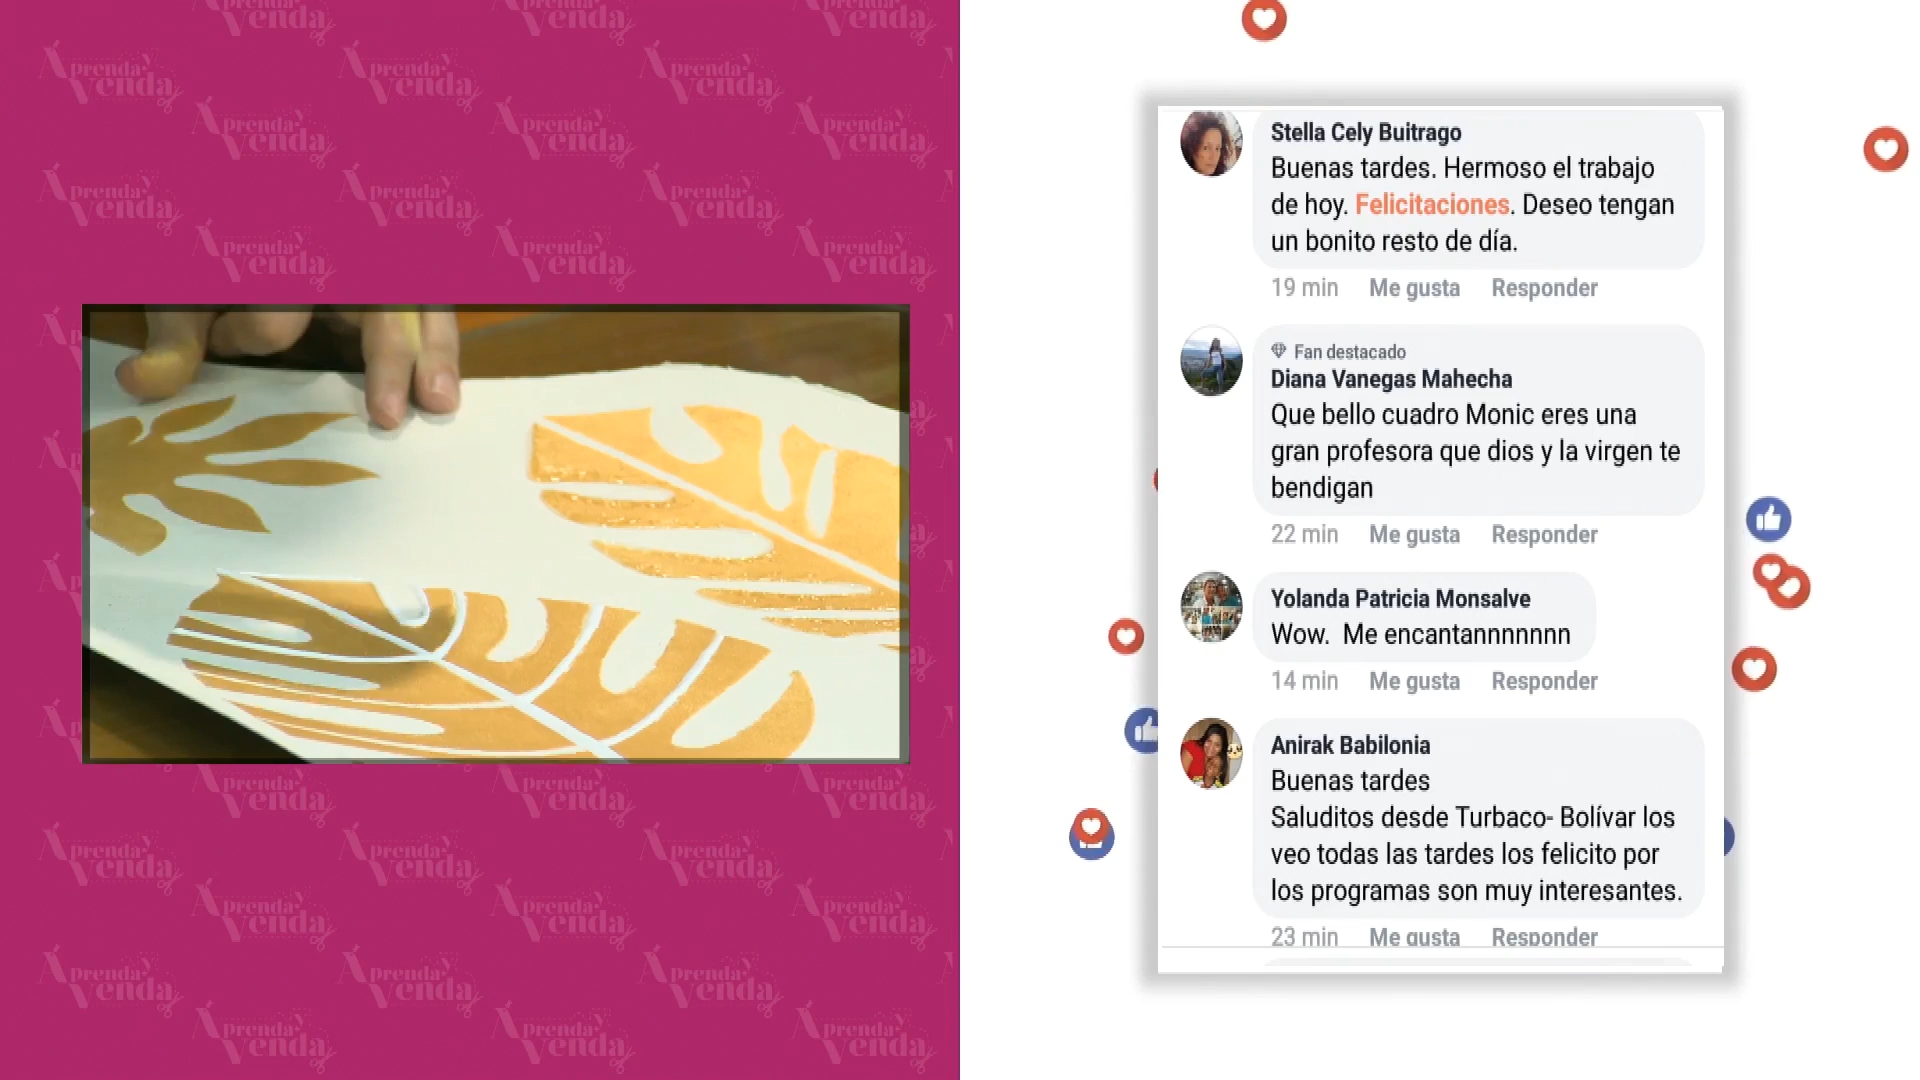 Aprenda y Venda
Stella Cely Buitrago
Buenas tardes. Hermoso el trabajo
de hoy. Felicitaciones. Deseo tengan
un bonito resto de día.
19 min Me gusta Responder
Fan destacado
Diana Vanegas Mahecha
Que bello cuadro Monic eres una
gran profesora que dios y la virgen te
bendigan
22 min Me gusta Responder
Yolanda Patricia Monsalve
Wow. Me encantannnnnnn
14 min Me gusta Responder
Anirak Babilonia
Buenas tardes
Saluditos desde Turbaco- Bolívar los
veo todas las tardes los felicito por
los programas son muy interesantes.
23 min Me gusta Responder